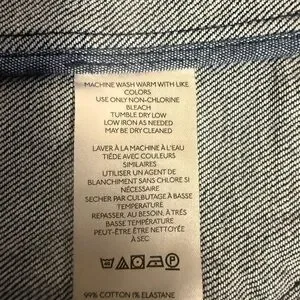 MACHINE WASH WARM WITH LIKE
COLORS
USE ONLY NON-CHLORINE
BLEACH
TUMBLE DRY LOW
LOW IRON AS NEEDED
MAY BE DRY CLEANED
LAVER À LA MACHINE À L'EAU
TIÈDE AVEC COULEURS
SIMILAIRES
UTILISER UN AGENT DE
BLANCHIMENT SANS CHLORE SI
NÉCESSAIRE
SECHER PAR CULBUTAGE À BASSE
TEMPERATURE
REPASSER, AU BESOIN, À TRÈS
BASSE TEMPÉRATURE
PEUT-ÊTRE ÊTRE NETTOYÉE
À SEC
99% COTTON 1% ELASTANE